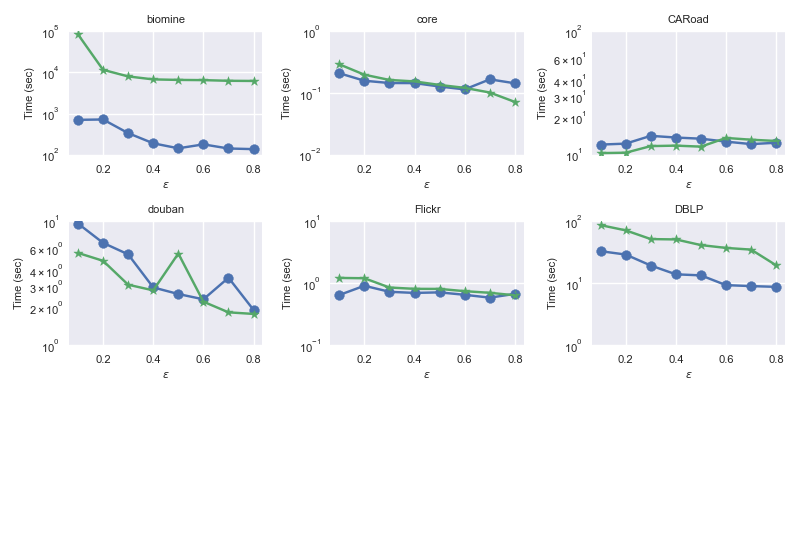 biomine
Time (sec)
10^5
10^4
10^3
10^2
0.2 0.4 0.6 0.8
ε
core
Time (sec)
10^0
10^-1
10^-2
0.2 0.4 0.6 0.8
ε
CARoad
Time (sec)
10^2
6 × 10^1
4 × 10^1
3 × 10^1
2 × 10^1
10^1
0.2 0.4 0.6 0.8
ε
douban
Time (sec)
10^1
6 × 10^0
4 × 10^0
3 × 10^0
2 × 10^0
10^0
0.2 0.4 0.6 0.8
ε
Flickr
Time (sec)
10^1
10^0
10^-1
0.2 0.4 0.6 0.8
ε
DBLP
Time (sec)
10^2
10^1
10^0
0.2 0.4 0.6 0.8
ε